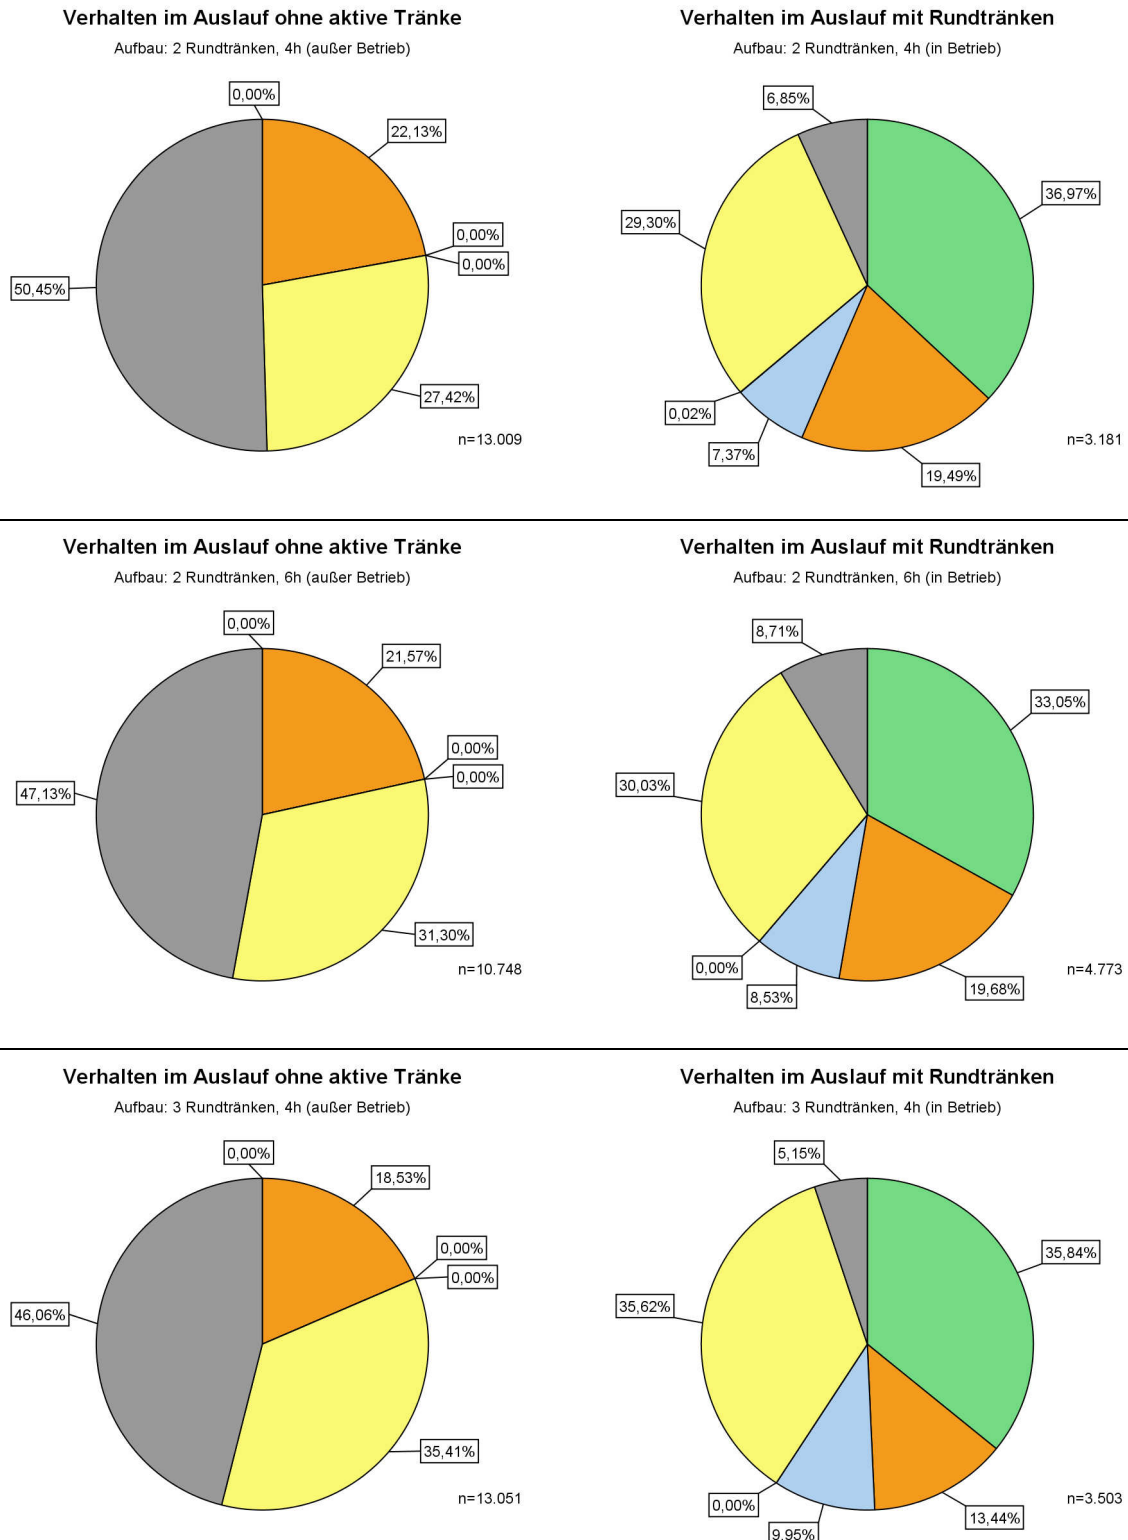 Verhalten im Auslauf ohne aktive Tränke
Aufbau: 2 Rundtränken, 4h (außer Betrieb)
0,00%
22,13%
0,00%
0,00%
50,45%
27,42%
n=13.009
Verhalten im Auslauf mit Rundtränken
Aufbau: 2 Rundtränken, 4h (in Betrieb)
6,85%
36,97%
29,30%
0,02%
7,37%
19,49%
n=3.181
Verhalten im Auslauf ohne aktive Tränke
Aufbau: 2 Rundtränken, 6h (außer Betrieb)
0,00%
21,57%
0,00%
0,00%
47,13%
31,30%
n=10.748
Verhalten im Auslauf mit Rundtränken
Aufbau: 2 Rundtränken, 6h (in Betrieb)
8,71%
33,05%
30,03%
0,00%
8,53%
19,68%
n=4.773
Verhalten im Auslauf ohne aktive Tränke
Aufbau: 3 Rundtränken, 4h (außer Betrieb)
0,00%
18,53%
0,00%
0,00%
46,06%
35,41%
n=13.051
Verhalten im Auslauf mit Rundtränken
Aufbau: 3 Rundtränken, 4h (in Betrieb)
5,15%
35,84%
35,62%
0,00%
9,95%
13,44%
n=3.503